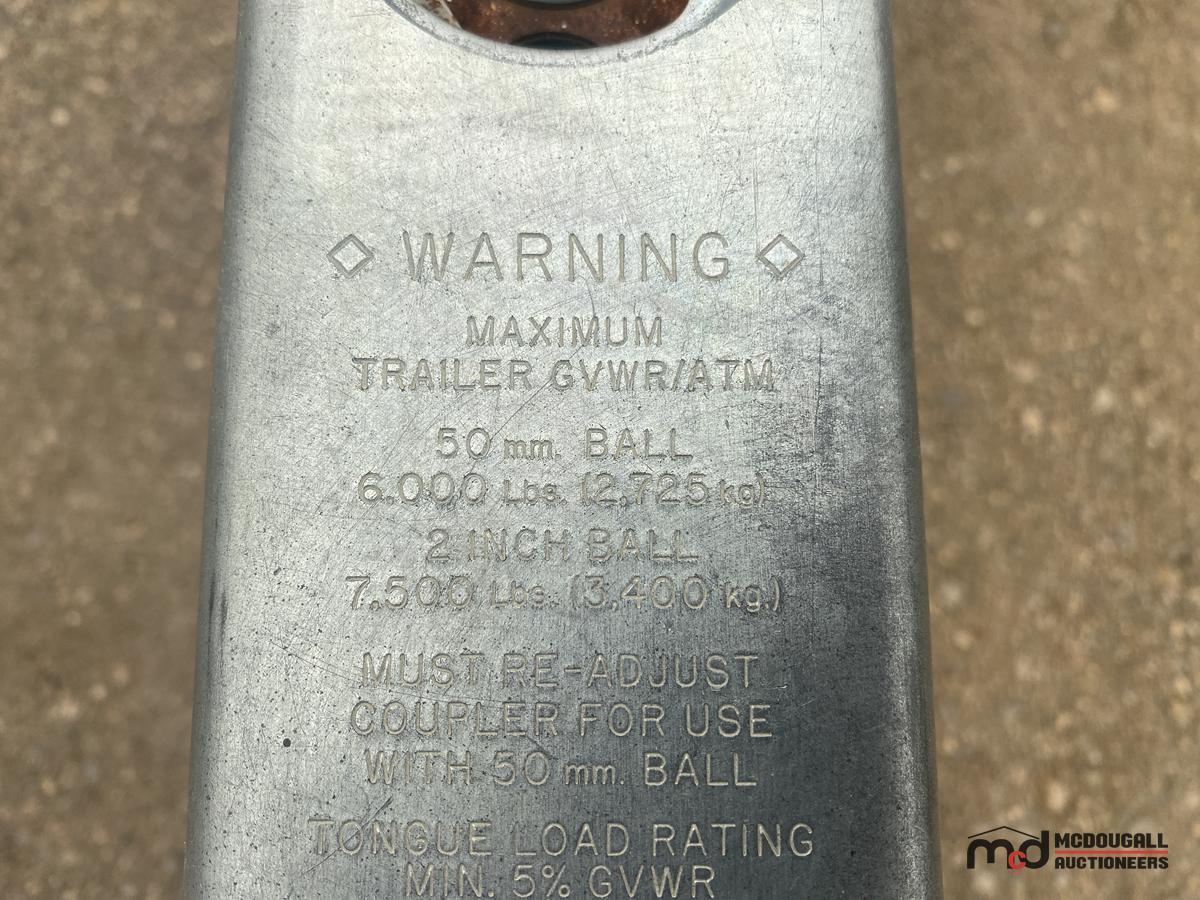 ◇ WARNING ◇
MAXIMUM
TRAILER GVWR/ATM
50 mm. BALL
6.000 Lbs. (2,725 kg)
2 INCH BALL
7,500 Lbs. (3,400 kg.)
MUST RE-ADJUST
COUPLER FOR USE
WITH 50 mm. BALL
TONGUE LOAD RATING
MIN. 5% GVWR
mcd MCDOUGALL
AUCTIONEERS